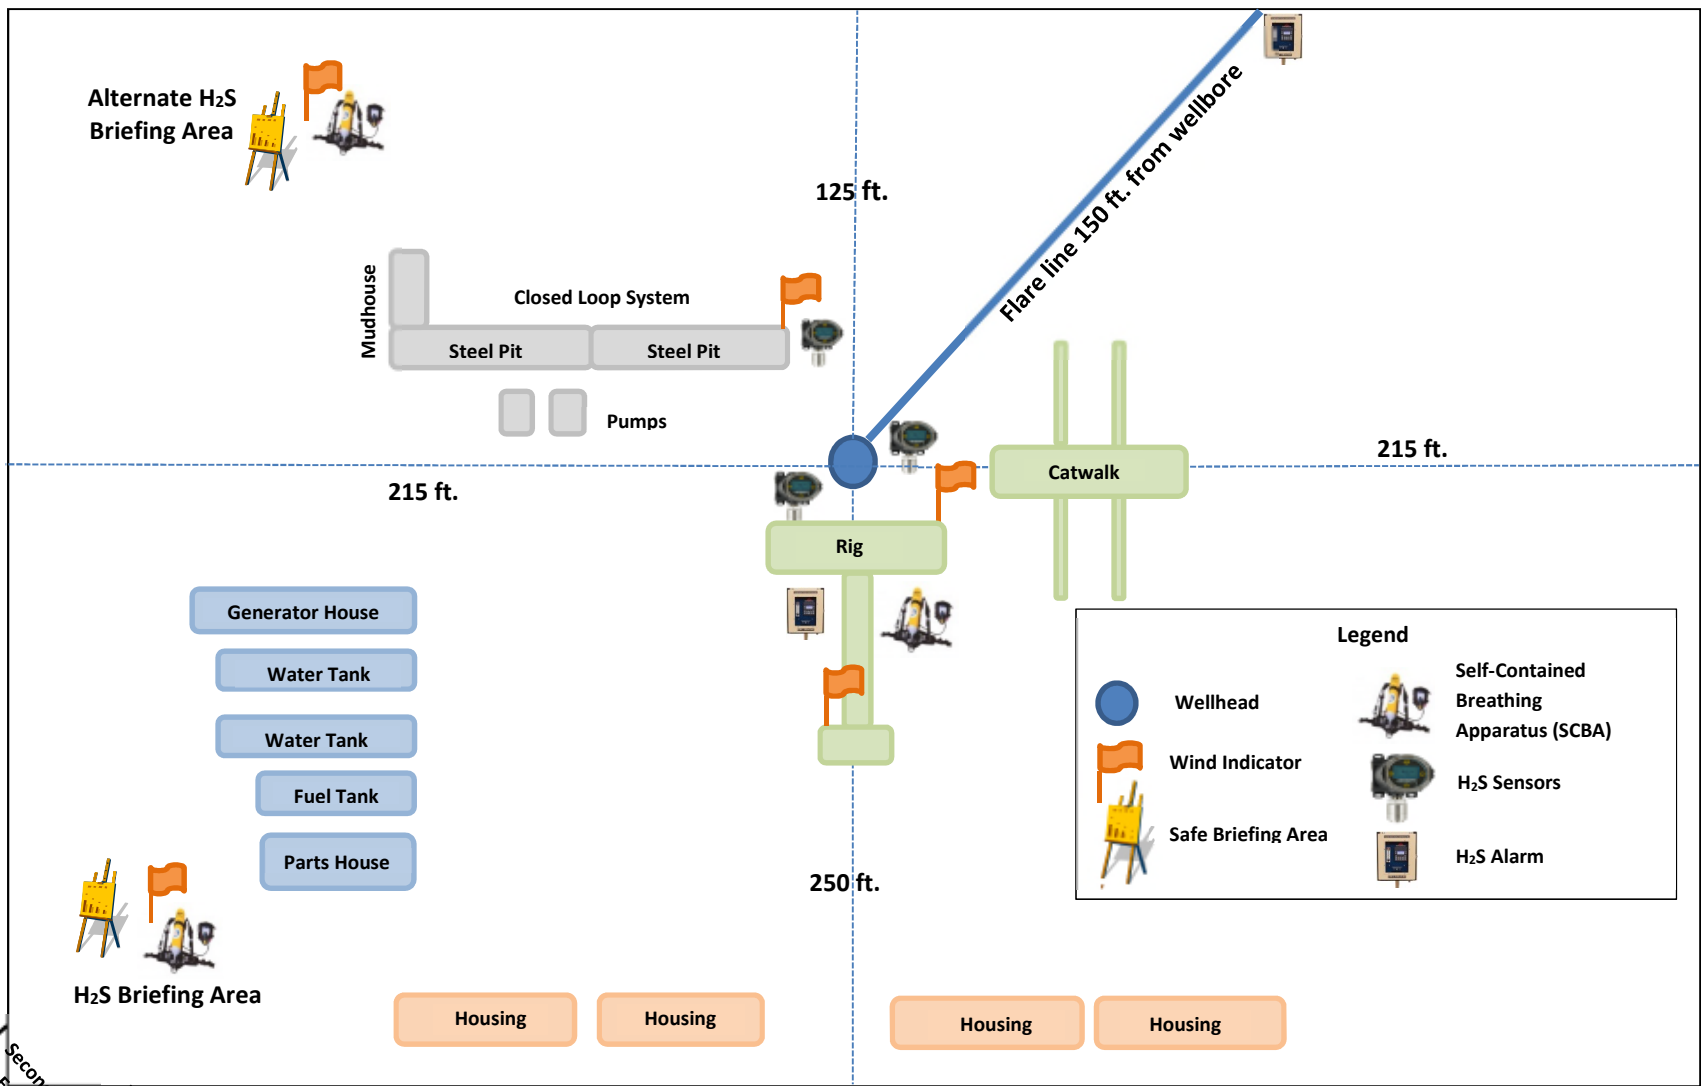 Alternate H₂S
Briefing Area
125 ft.
Flare line 150 ft. from wellbore
Mudhouse
Closed Loop System
Steel Pit
Steel Pit
Pumps
215 ft.
215 ft.
Catwalk
Rig
Generator House
Water Tank
Water Tank
Fuel Tank
Parts House
H₂S Briefing Area
250 ft.
Housing
Housing
Housing
Housing
Legend
Wellhead
Wind Indicator
Safe Briefing Area
Self-Contained
Breathing
Apparatus (SCBA)
H₂S Sensors
H₂S Alarm